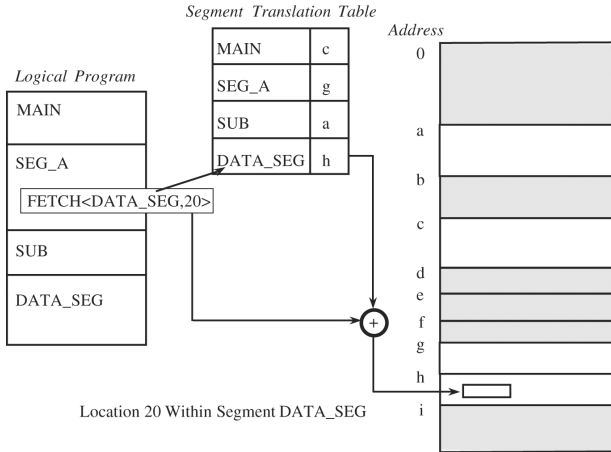 Segment Translation Table
MAIN c
SEG_A g
SUB a
DATA_SEG h
Logical Program
MAIN
SEG_A
FETCH<DATA_SEG,20>
SUB
DATA_SEG
+
Location 20 Within Segment DATA_SEG
Address
0
a
b
c
d
e
f
g
h
i